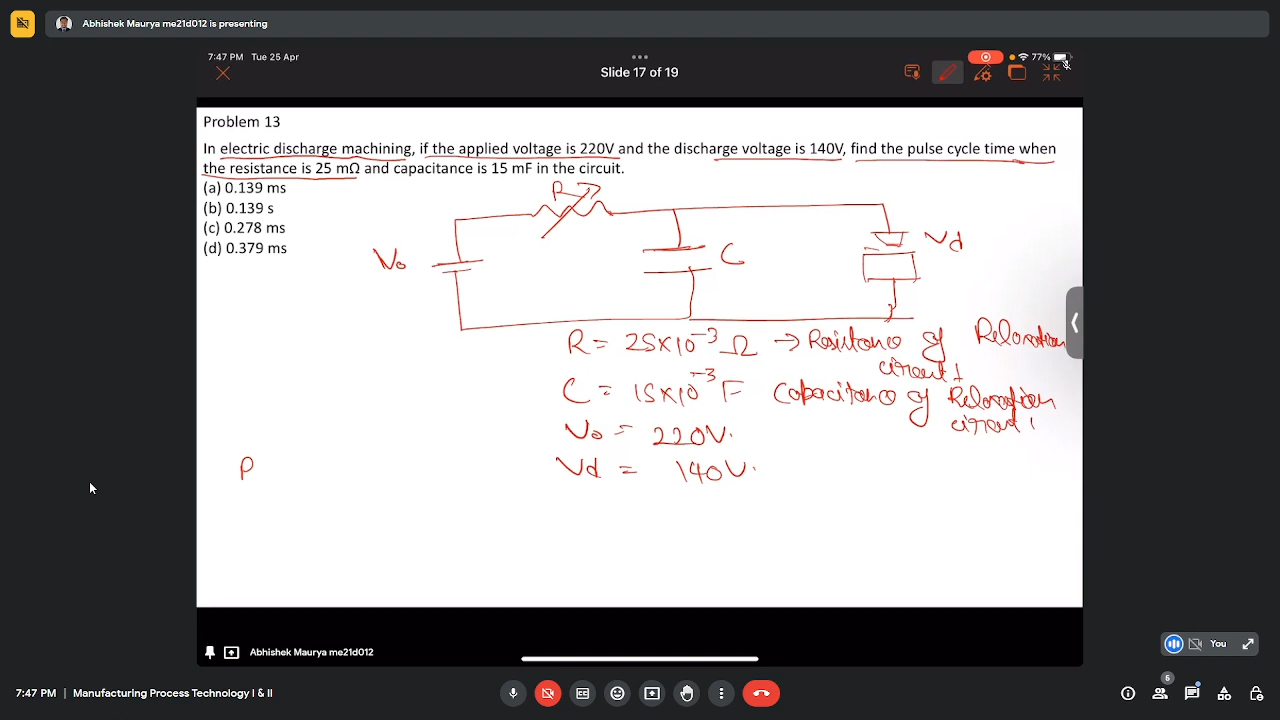 Abhishek Maurya me21d012 is presenting
7:47 PM Tue 25 Apr
77%
Slide 17 of 19
Problem 13
In electric discharge machining, if the applied voltage is 220V and the discharge voltage is 140V, find the pulse cycle time when
the resistance is 25 mΩ and capacitance is 15 mF in the circuit.
(a) 0.139 ms
(b) 0.139 s
(c) 0.278 ms
(d) 0.379 ms
R
Vo
C
Vd
R = 25×10⁻³ Ω → Resistance of Relaxation
circuit
C = 15×10⁻³ F Capacitance of Relaxation
circuit
Vo = 220V.
Vd = 140V.
P
Abhishek Maurya me21d012
You
7:47 PM | Manufacturing Process Technology I & II
6